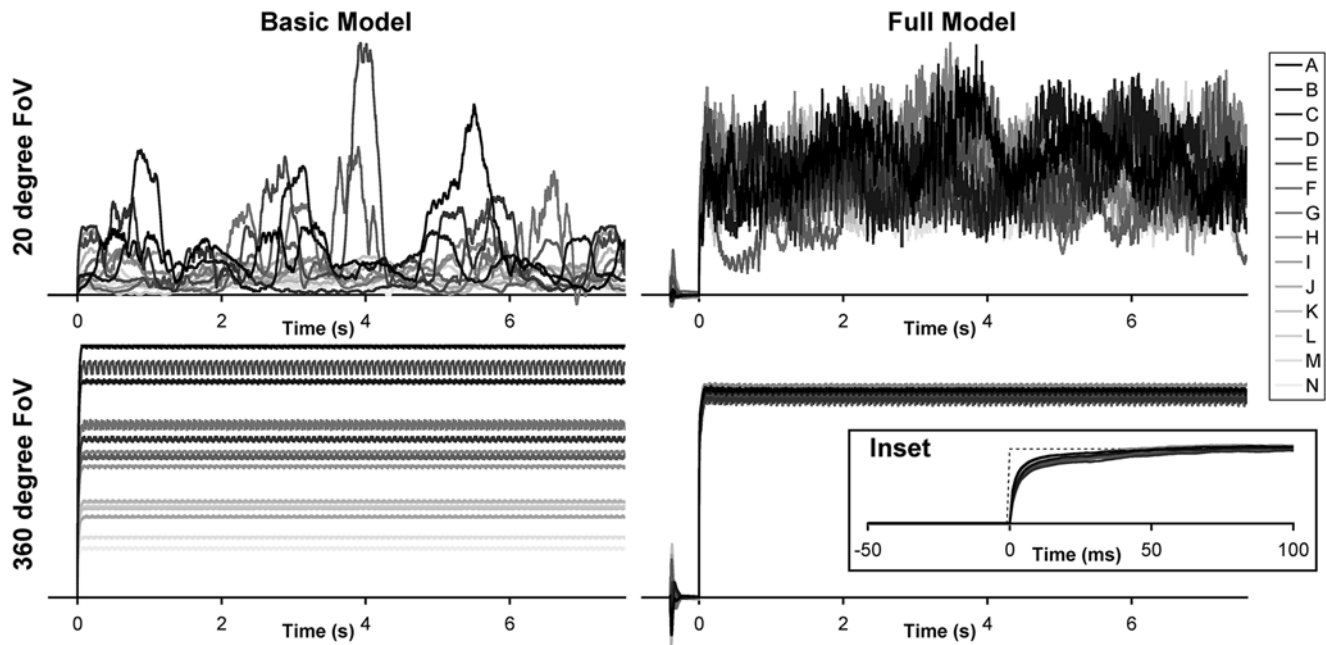 Basic Model
Full Model
20 degree FoV
0 2 4 6
Time (s)
0 2 4 6
Time (s)
A
B
C
D
E
F
G
H
I
J
K
L
M
N
360 degree FoV
0 2 4 6
Time (s)
0 2 4 6
Time (s)
Inset
-50 0 50 100
Time (ms)